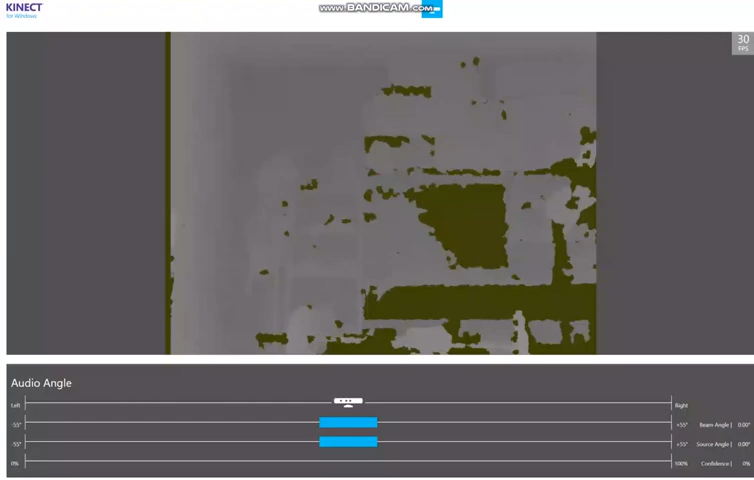 KINECT
for Windows
www.BANDICAM.COM
30
FPS
Audio Angle
Left
Right
-55°
+55°
Beam Angle |
0.00°
-55°
+55°
Source Angle |
0.00°
0%
100%
Confidence |
0%